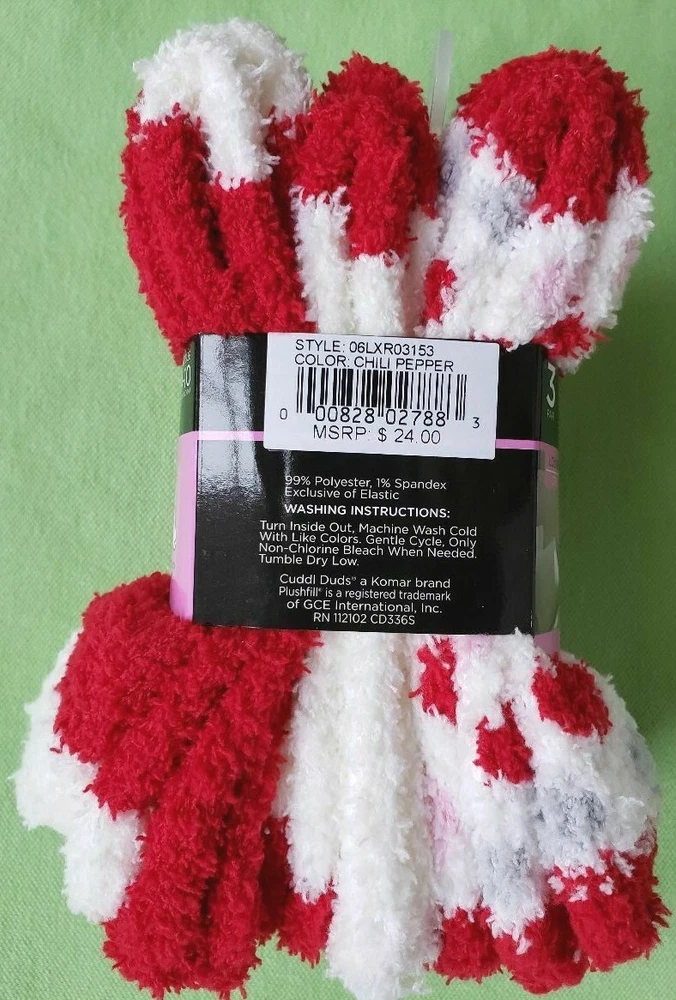 STYLE: 06LXR03153
COLOR: CHILI PEPPER
0 00828 02788 3
MSRP: $ 24.00
3
99% Polyester, 1% Spandex
Exclusive of Elastic
WASHING INSTRUCTIONS:
Turn Inside Out, Machine Wash Cold
With Like Colors. Gentle Cycle, Only
Non-Chlorine Bleach When Needed.
Tumble Dry Low.
Cuddl Duds® a Komar brand
Plushfill® is a registered trademark
of GCE International, Inc.
RN 112102 CD336S